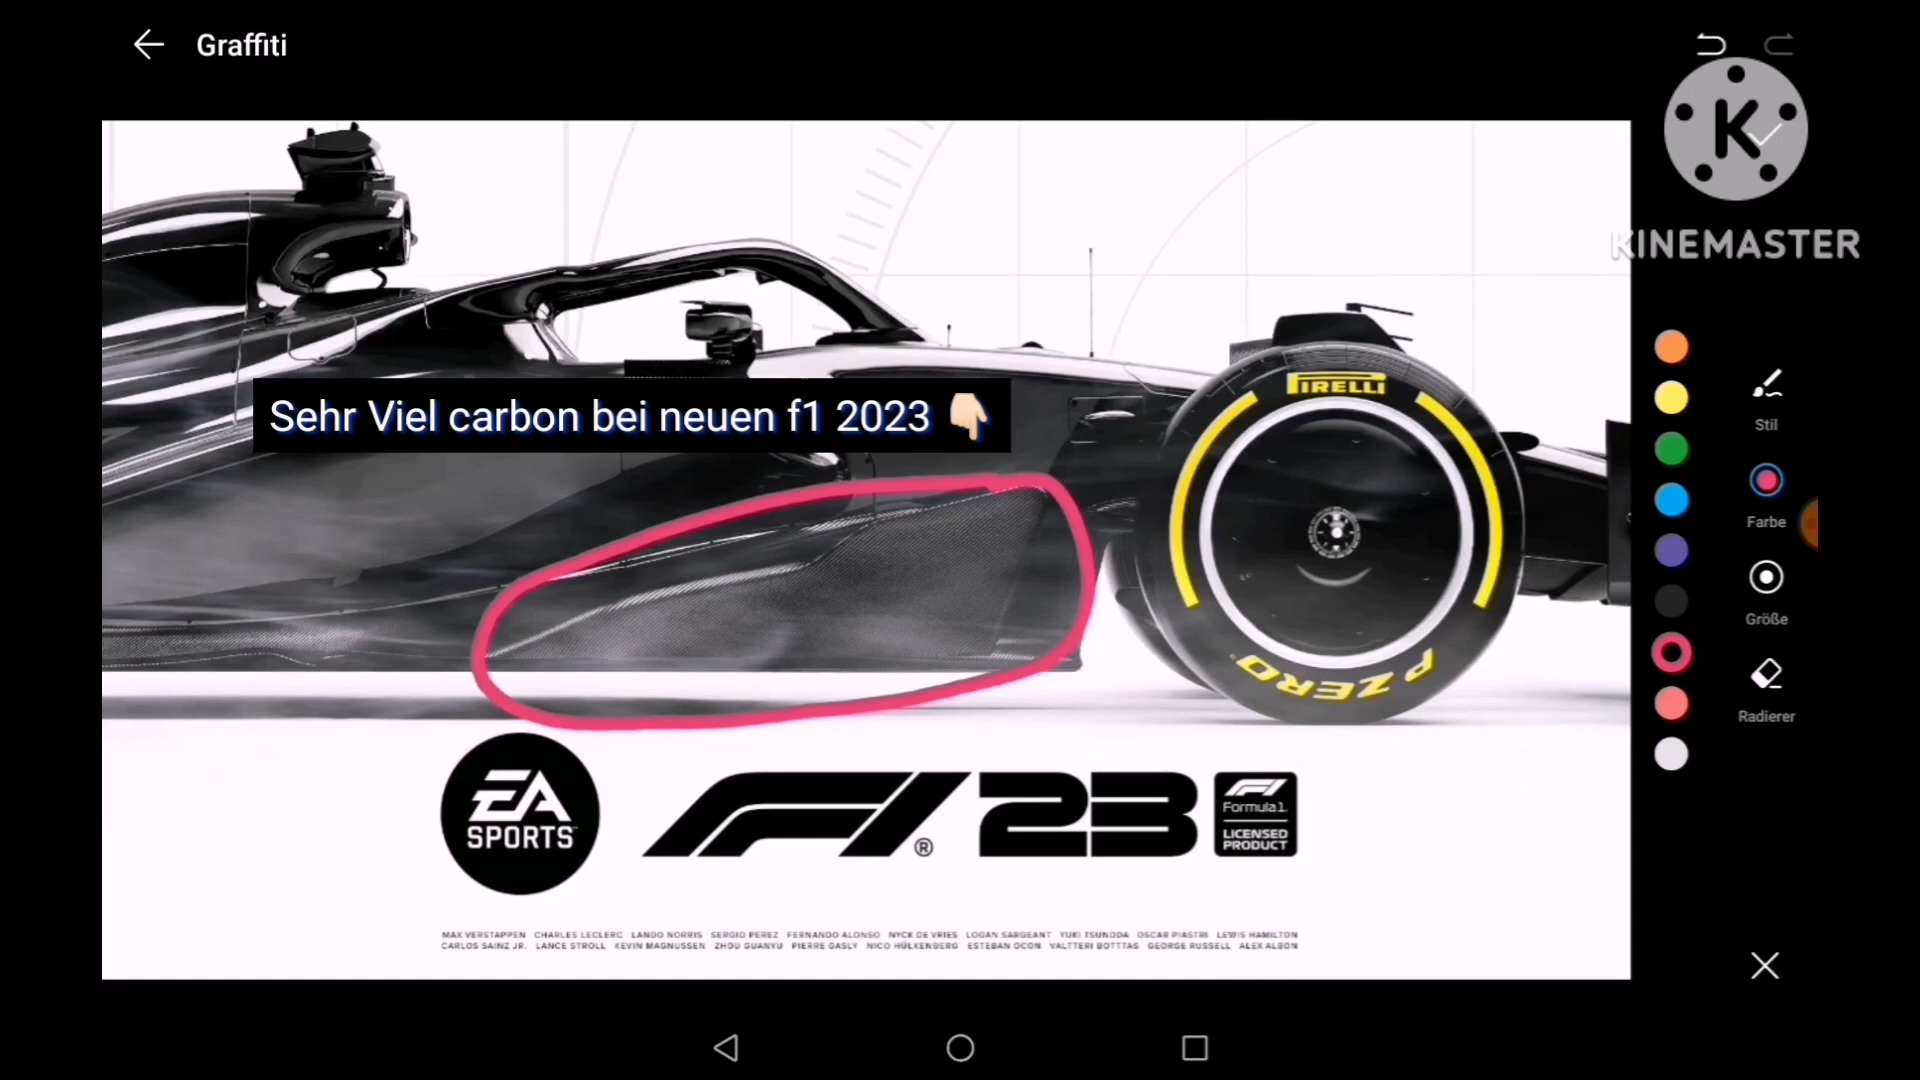 Graffiti
K
KINEMASTER
PIRELLI
Sehr Viel carbon bei neuen f1 2023 👇🏻
Stil
Farbe
Größe
P ZERO
Radierer
EA
SPORTS
F1® 23
F1
Formula 1.
LICENSED
PRODUCT
MAX VERSTAPPEN CHARLES LECLERC LANDO NORRIS SERGIO PEREZ FERNANDO ALONSO NYCK DE VRIES LOGAN SARGEANT YUKI TSUNODA OSCAR PIASTRI LEWIS HAMILTON
CARLOS SAINZ JR. LANCE STROLL KEVIN MAGNUSSEN ZHOU GUANYU PIERRE GASLY NICO HÜLKENBERG ESTEBAN OCON VALTTERI BOTTTAS GEORGE RUSSELL ALEX ALBON